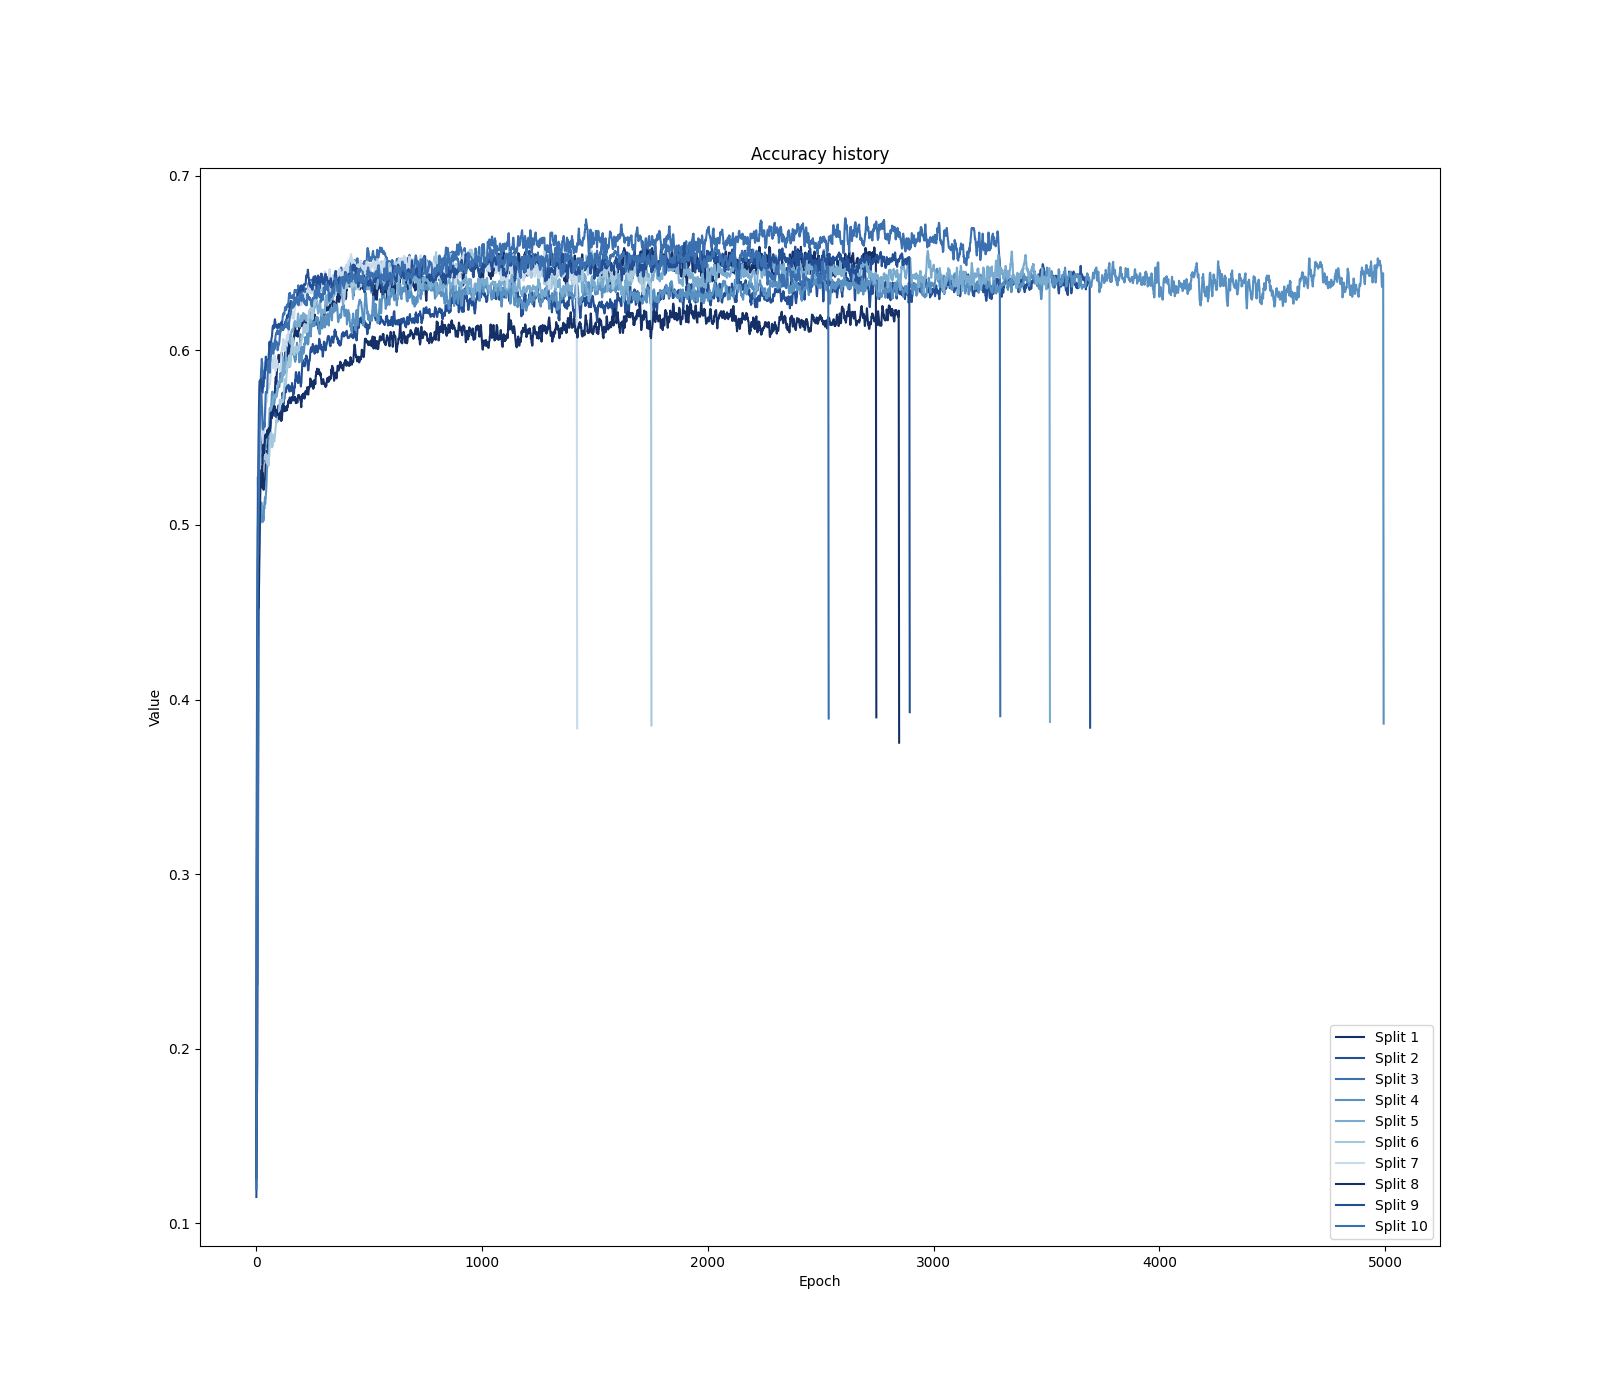 Accuracy history
0.7
0.6
0.5
0.4
0.3
0.2
0.1
Value
0 1000 2000 3000 4000 5000
Epoch
Split 1
Split 2
Split 3
Split 4
Split 5
Split 6
Split 7
Split 8
Split 9
Split 10